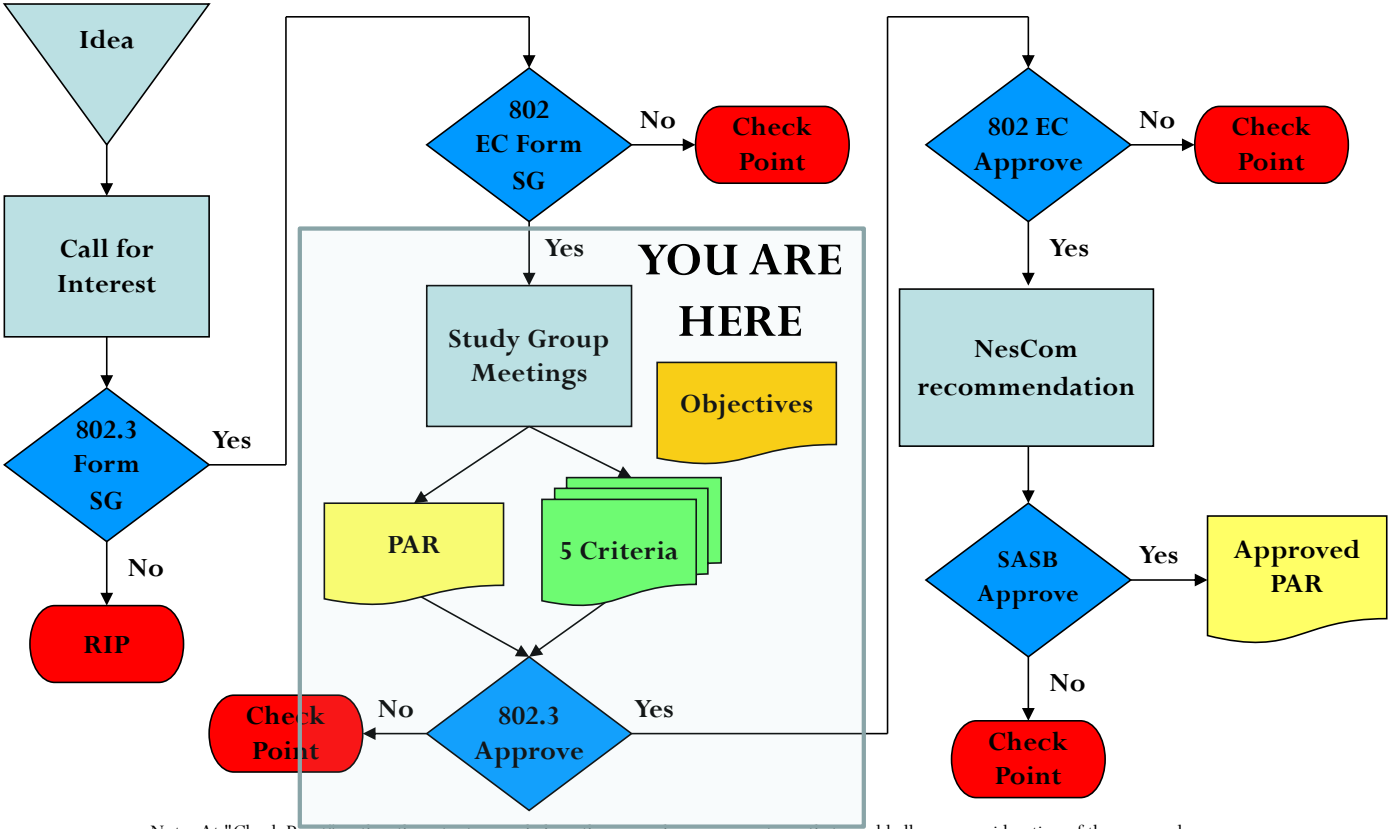 Idea
Call for
Interest
802.3
Form
SG
Yes
No
RIP
802
EC Form
SG
No
Check
Point
Yes
YOU ARE
HERE
Study Group
Meetings
Objectives
PAR
5 Criteria
802.3
Approve
No
Check
Point
Yes
802 EC
Approve
No
Check
Point
Yes
NesCom
recommendation
SASB
Approve
Yes
Approved
PAR
No
Check
Point